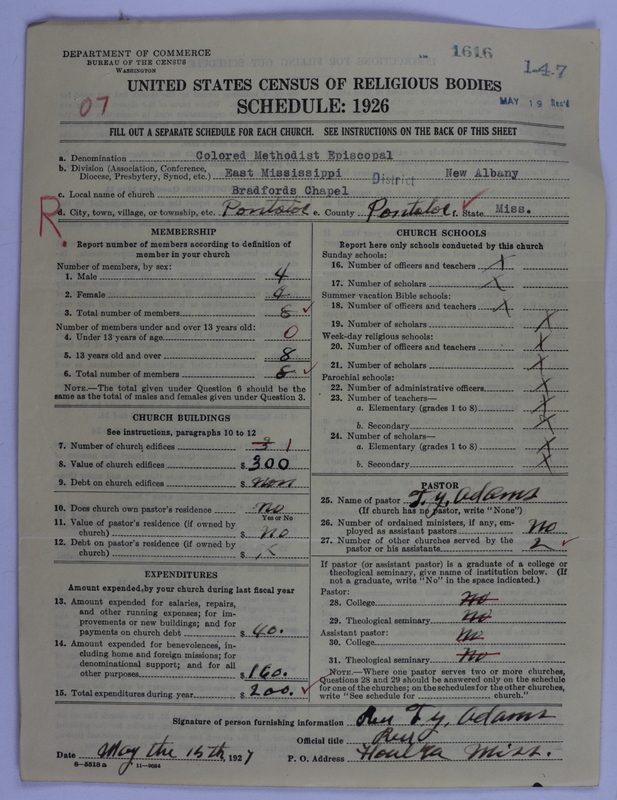 DEPARTMENT OF COMMERCE
BUREAU OF THE CENSUS
WASHINGTON
1616
1-4-7
MAY 19 Rec'd
07
UNITED STATES CENSUS OF RELIGIOUS BODIES
SCHEDULE: 1926
FILL OUT A SEPARATE SCHEDULE FOR EACH CHURCH. SEE INSTRUCTIONS ON THE BACK OF THIS SHEET
a. Denomination Colored Methodist Episcopal
b. Division (Association, Conference, Diocese, Presbytery, Synod, etc.) East Mississippi District New Albany
c. Local name of church Bradfords Chapel
R d. City, town, village, or township, etc. Pontotoc e. County Pontotoc f. State Miss.
MEMBERSHIP
Report number of members according to definition of
member in your church
Number of members, by sex:
1. Male 4
2. Female 4
3. Total number of members 8
Number of members under and over 13 years old:
4. Under 13 years of age 0
5. 13 years old and over 8
6. Total number of members 8
NOTE.—The total given under Question 6 should be the
same as the total of males and females given under Question 3.
CHURCH BUILDINGS
See instructions, paragraphs 10 to 12
7. Number of church edifices 3 1
8. Value of church edifices $ 300
9. Debt on church edifices $ non
10. Does church own pastor's residence no
Yes or No
11. Value of pastor's residence (if owned by
church) $ no
12. Debt on pastor's residence (if owned by
church) $
EXPENDITURES
Amount expended by your church during last fiscal year
13. Amount expended for salaries, repairs,
and other running expenses; for im-
provements or new buildings; and for
payments on church debt $ 40.
14. Amount expended for benevolences, in-
cluding home and foreign missions; for
denominational support; and for all
other purposes $ 160.
15. Total expenditures during year $ 200.
CHURCH SCHOOLS
Report here only schools conducted by this church
Sunday schools:
16. Number of officers and teachers X
17. Number of scholars X
Summer vacation Bible schools:
18. Number of officers and teachers X
19. Number of scholars X
Week-day religious schools:
20. Number of officers and teachers X
21. Number of scholars X
Parochial schools:
22. Number of administrative officers X
23. Number of teachers—
a. Elementary (grades 1 to 8) X
b. Secondary X
24. Number of scholars—
a. Elementary (grades 1 to 8) X
b. Secondary X
PASTOR
25. Name of pastor T. Y. Adams
(If church has no pastor, write "None")
26. Number of ordained ministers, if any, em-
ployed as assistant pastors No
27. Number of other churches served by the
pastor or his assistants 2
If pastor (or assistant pastor) is a graduate of a college or
theological seminary, give name of institution below. (If
not a graduate, write "No" in the space indicated.)
Pastor:
28. College No
29. Theological seminary No
Assistant pastor:
30. College No
31. Theological seminary No
NOTE.—Where one pastor serves two or more churches,
Questions 28 and 29 should be answered only on the schedule
for one of the churches; on the schedules for the other churches,
write "See schedule for church."
Signature of person furnishing information Rev T. Y. Adams
Official title Rev
Date May the 15th, 1927 P. O. Address Houlka Miss.
8—5518 a 11—9034